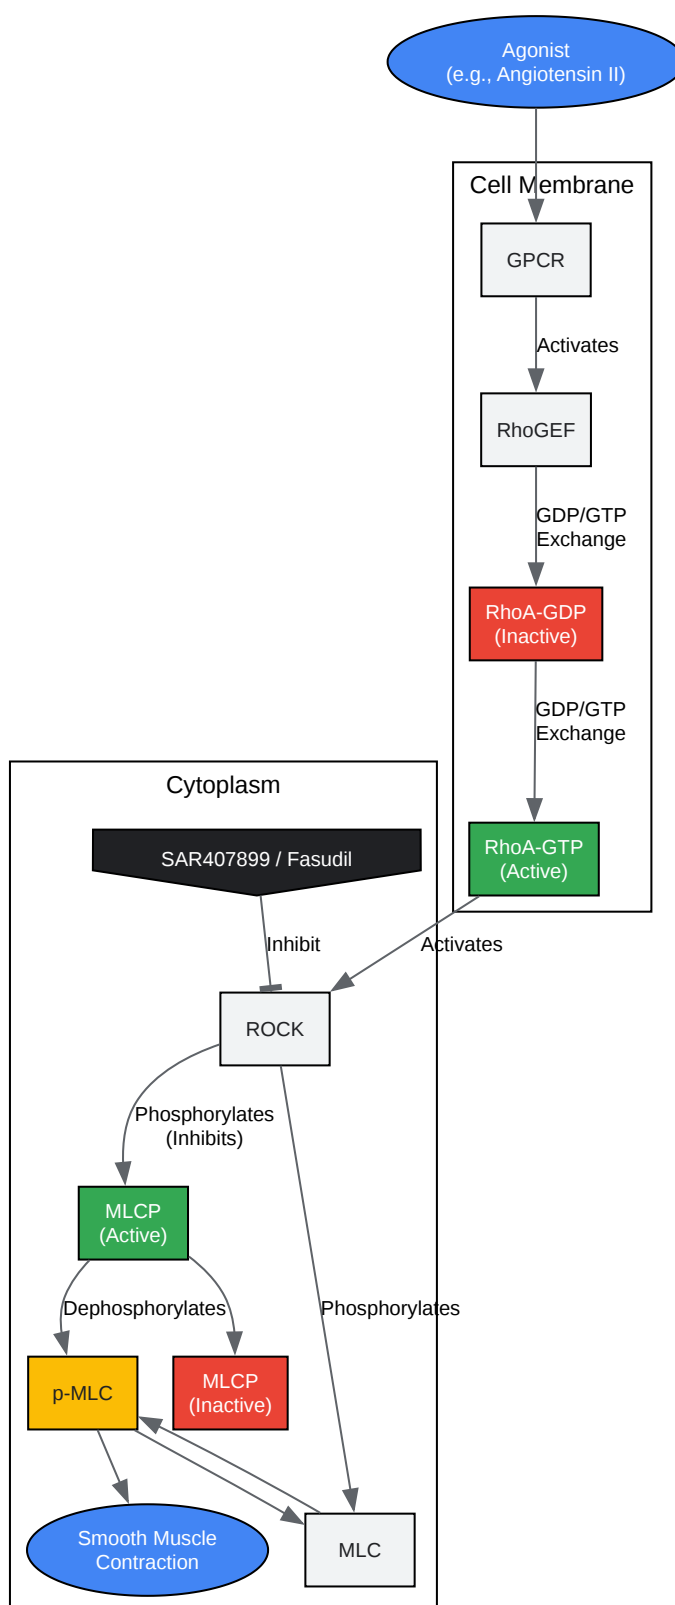 Agonist
(e.g., Angiotensin II)
Cell Membrane
GPCR
Activates
RhoGEF
GDP/GTP
Exchange
RhoA-GDP
(Inactive)
GDP/GTP
Exchange
RhoA-GTP
(Active)
Cytoplasm
SAR407899 / Fasudil
Inhibit
Activates
ROCK
Phosphorylates
(Inhibits)
MLCP
(Active)
Dephosphorylates
Phosphorylates
p-MLC
MLCP
(Inactive)
Smooth Muscle
Contraction
MLC